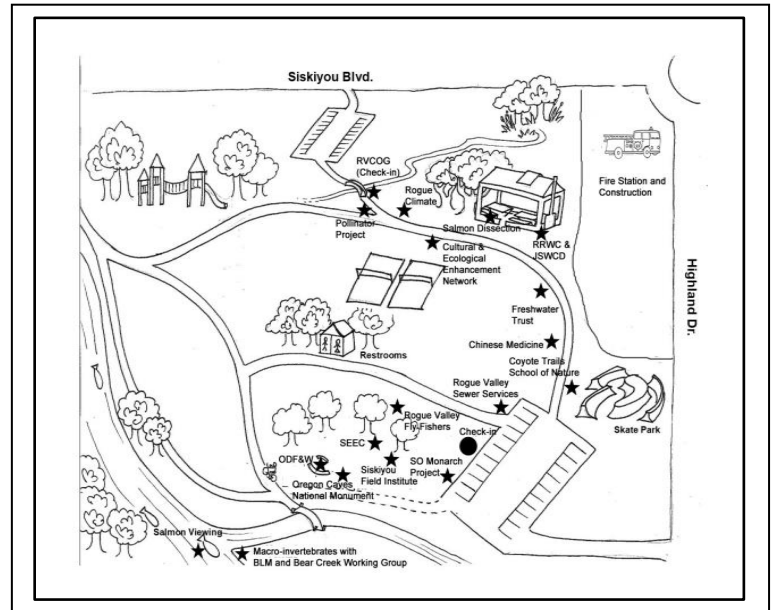 Siskiyou Blvd.
RVCOG
(Check-in)
Rogue
Climate
Fire Station and
Construction
Pollinator
Project
Salmon Dissection
RRWC &
JSWCD
Cultural &
Ecological
Enhancement
Network
Highland Dr.
Freshwater
Trust
Chinese Medicine
Restrooms
Coyote Trails
School of Nature
Rogue Valley
Sewer Services
Skate Park
Rogue Valley
Fly Fishers
Check-in
SEEC
ODF&W
Siskiyou
Field Institute
SO Monarch
Project
Oregon Caves
National Monument
Salmon Viewing
Macro-invertebrates with
BLM and Bear Creek Working Group